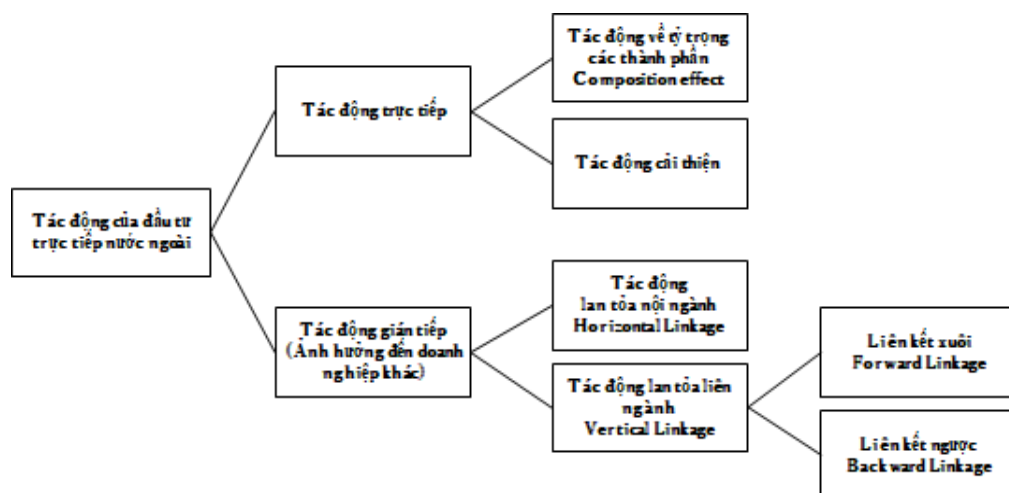 Tác động về tỷ trọng
các thành phần
Composition effect
Tác động trực tiếp
Tác động cải thiện
Tác động của đầu tư
trực tiếp nước ngoài
Tác động
lan tỏa nội ngành
Horizontal Linkage
Tác động gián tiếp
(Ảnh hưởng đến doanh
nghiệp khác)
Liên kết xuôi
Forward Linkage
Tác động lan tỏa liên
ngành
Vertical Linkage
Liên kết ngược
Backward Linkage